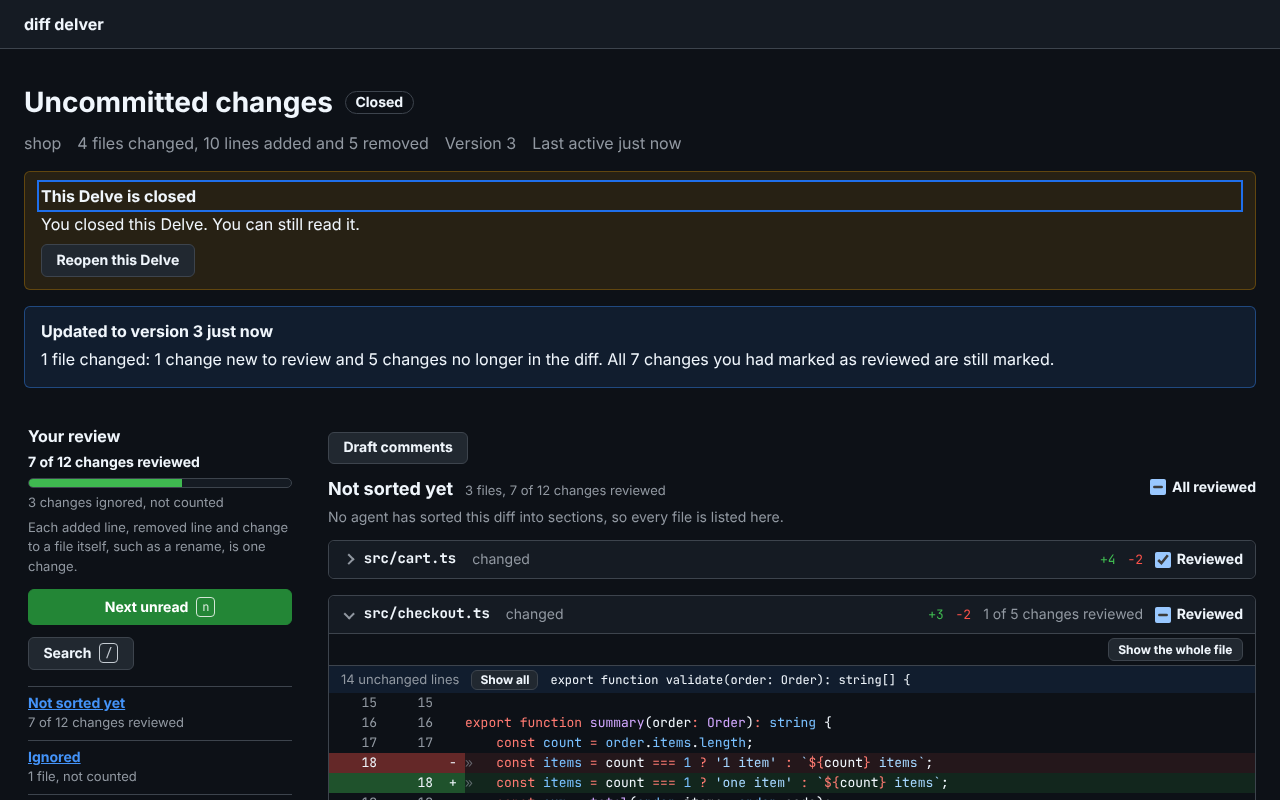 diff delver
Uncommitted changes Closed
shop 4 files changed, 10 lines added and 5 removed Version 3 Last active just now
This Delve is closed
You closed this Delve. You can still read it.
Reopen this Delve
Updated to version 3 just now
1 file changed: 1 change new to review and 5 changes no longer in the diff. All 7 changes you had marked as reviewed are still marked.
Your review
7 of 12 changes reviewed
3 changes ignored, not counted
Each added line, removed line and change
to a file itself, such as a rename, is one
change.
Next unread n
Search /
Not sorted yet
7 of 12 changes reviewed
Ignored
1 file, not counted
Draft comments
Not sorted yet 3 files, 7 of 12 changes reviewed All reviewed
No agent has sorted this diff into sections, so every file is listed here.
src/cart.ts changed +4 -2 Reviewed
src/checkout.ts changed +3 -2 1 of 5 changes reviewed Reviewed
Show the whole file
14 unchanged lines Show all export function validate(order: Order): string[] {
15 15
16 16 export function summary(order: Order): string {
17 17 const count = order.items.length;
18 - » const items = count === 1 ? '1 item' : `${count} items`;
18 + » const items = count === 1 ? 'one item' : `${count} items`;